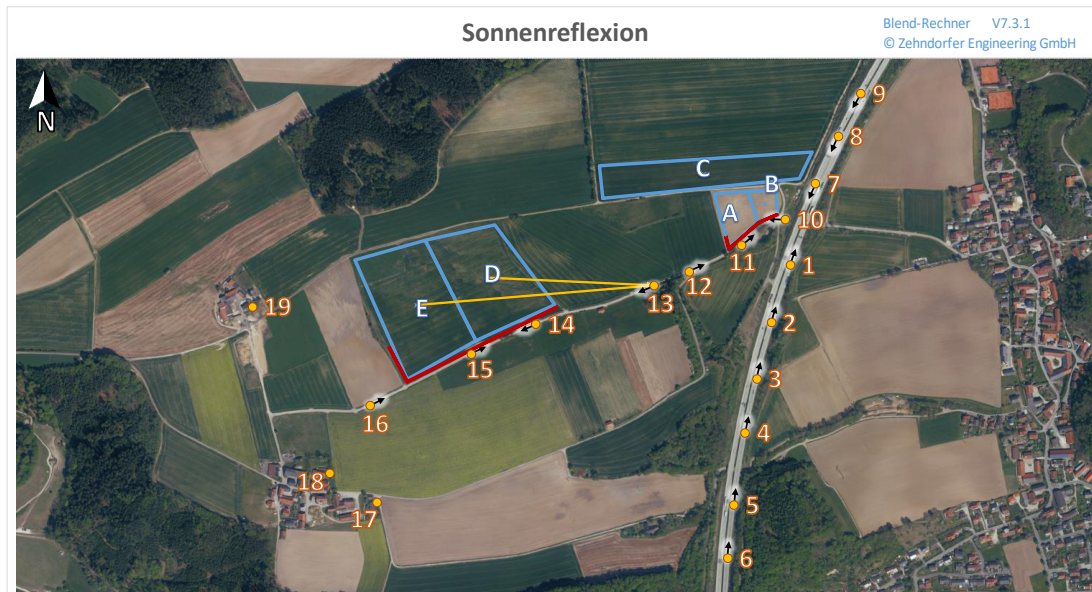 Sonnenreflexion
Blend-Rechner V7.3.1
© Zehndorfer Engineering GmbH
N
9
8
C
B
7
A
10
11
1
D
12
13
E
19
14
2
15
3
16
4
18
17
5
6